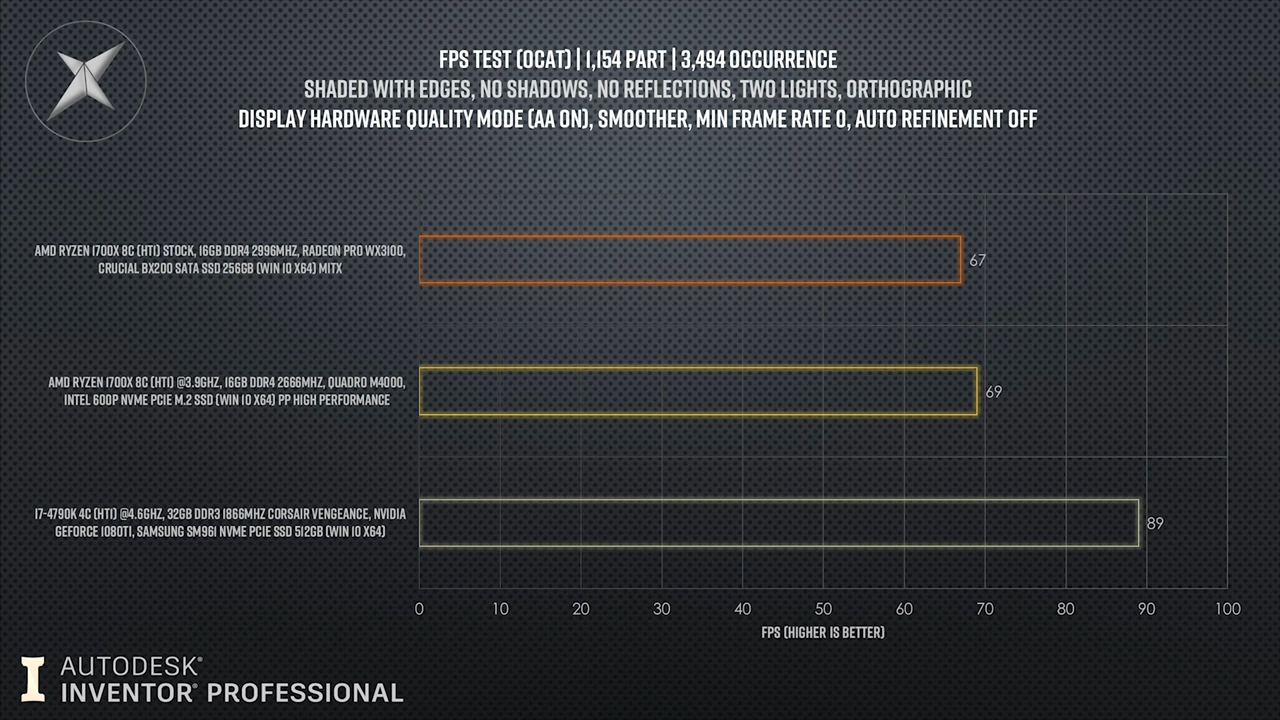 FPS TEST (OCAT) | 1,154 PART | 3,494 OCCURRENCE
SHADED WITH EDGES, NO SHADOWS, NO REFLECTIONS, TWO LIGHTS, ORTHOGRAPHIC
DISPLAY HARDWARE QUALITY MODE (AA ON), SMOOTHER, MIN FRAME RATE 0, AUTO REFINEMENT OFF
AMD RYZEN 1700X 8C (HT1) STOCK, 16GB DDR4 2996MHZ, RADEON PRO WX3100,
CRUCIAL BX200 SATA SSD 256GB (WIN 10 X64) MITX
67
AMD RYZEN 1700X 8C (HT1) @3.9GHZ, 16GB DDR4 2666MHZ, QUADRO M4000,
INTEL 600P NVME PCIE M.2 SSD (WIN 10 X64) PP HIGH PERFORMANCE
69
I7-4790K 4C (HT1) @4.6GHZ, 32GB DDR3 1866MHZ CORSAIR VENGEANCE, NVIDIA
GEFORCE 1080TI, SAMSUNG SM961 NVME PCIE SSD 512GB (WIN 10 X64)
89
0 10 20 30 40 50 60 70 80 90 100
FPS (HIGHER IS BETTER)
I AUTODESK®
INVENTOR® PROFESSIONAL